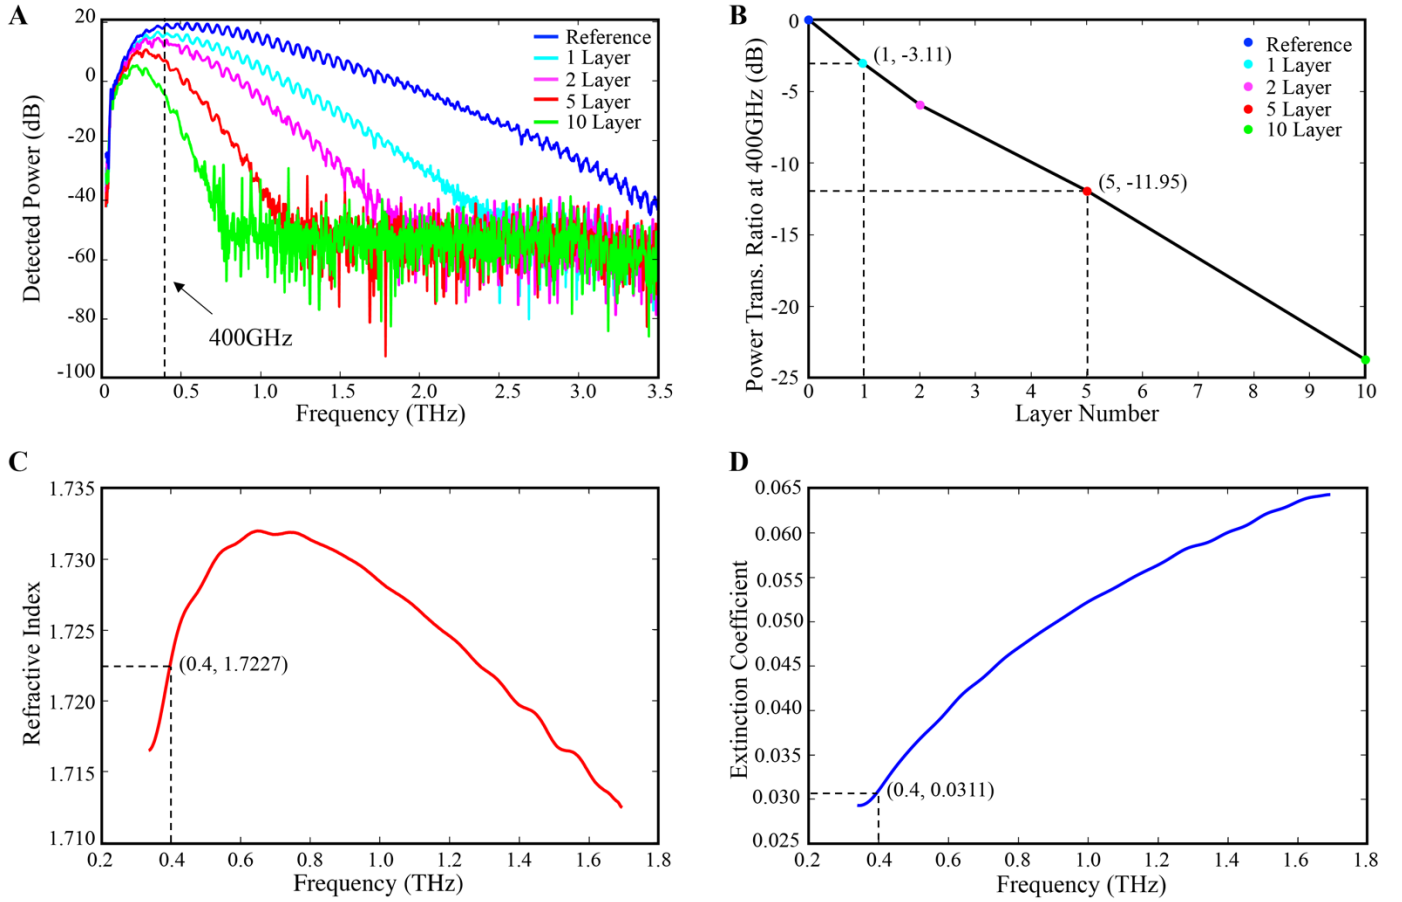 A
20
0
-20
-40
-60
-80
-100
Detected Power (dB)
Reference
1 Layer
2 Layer
5 Layer
10 Layer
400GHz
0 0.5 1.0 1.5 2.0 2.5 3.0 3.5
Frequency (THz)
B
0
-5
-10
-15
-20
-25
Power Trans. Ratio at 400GHz (dB)
(1, -3.11)
(5, -11.95)
Reference
1 Layer
2 Layer
5 Layer
10 Layer
0 1 2 3 4 5 6 7 8 9 10
Layer Number
C
1.735
1.730
1.725
1.720
1.715
1.710
Refractive Index
(0.4, 1.7227)
0.2 0.4 0.6 0.8 1.0 1.2 1.4 1.6 1.8
Frequency (THz)
D
0.065
0.060
0.055
0.050
0.045
0.040
0.035
0.030
0.025
Extinction Coefficient
(0.4, 0.0311)
0.2 0.4 0.6 0.8 1.0 1.2 1.4 1.6 1.8
Frequency (THz)